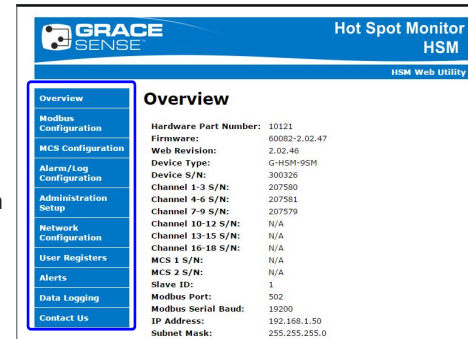 GRACE
SENSE
Hot Spot Monitor
HSM
HSM Web Utility
Overview
Modbus
Configuration
MCS Configuration
Alarm/Log
Configuration
Administration
Setup
Network
Configuration
User Registers
Alerts
Data Logging
Contact Us
Overview
Hardware Part Number: 10121
Firmware: 60082-2.02.47
Web Revision: 2.02.46
Device Type: G-HSM-9SM
Device S/N: 300326
Channel 1-3 S/N: 207580
Channel 4-6 S/N: 207581
Channel 7-9 S/N: 207579
Channel 10-12 S/N: N/A
Channel 13-15 S/N: N/A
Channel 16-18 S/N: N/A
MCS 1 S/N: N/A
MCS 2 S/N: N/A
Slave ID: 1
Modbus Port: 502
Modbus Serial Baud: 19200
IP Address: 192.168.1.50
Subnet Mask: 255.255.255.0